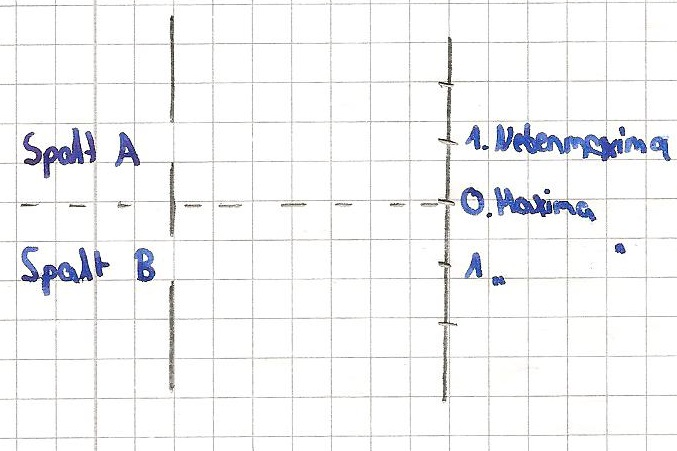 Spalt A
1. Nebenmaxima
0. Maxima
Spalt B
1 „ "